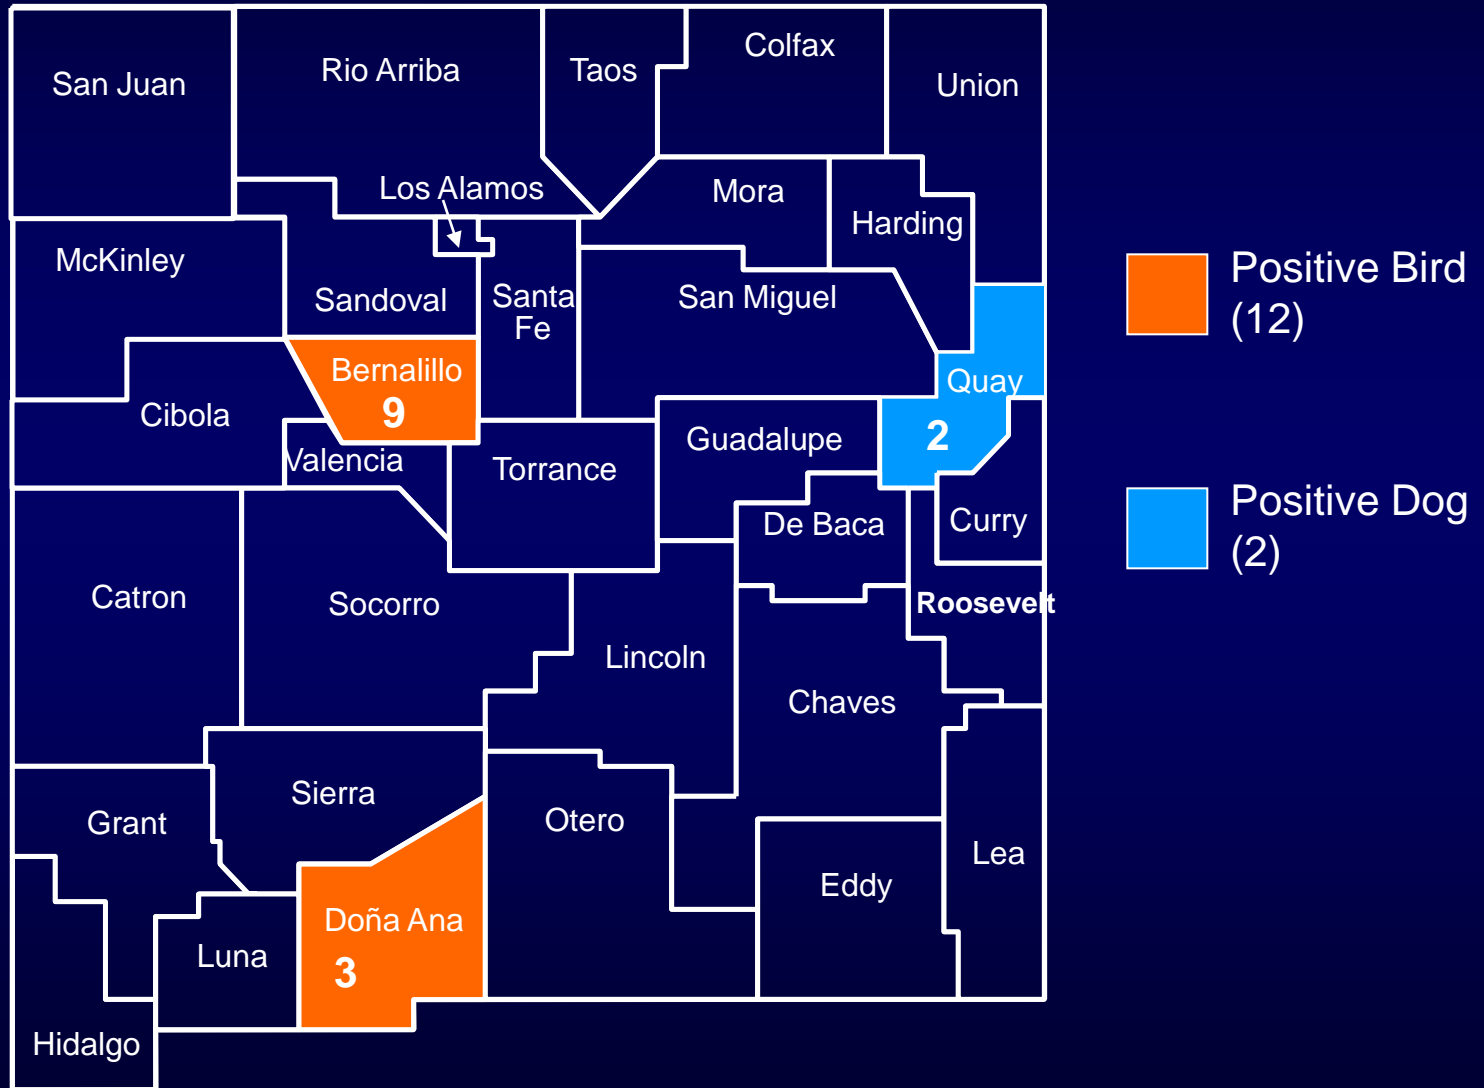 San Juan
Rio Arriba
Taos
Colfax
Union
Los Alamos
Mora
Harding
McKinley
Sandoval
Santa
Fe
San Miguel
Bernalillo
9
Quay
2
Cibola
Valencia
Torrance
Guadalupe
De Baca
Curry
Catron
Socorro
Roosevelt
Lincoln
Chaves
Sierra
Grant
Otero
Lea
Eddy
Doña Ana
3
Luna
Hidalgo
Positive Bird
(12)
Positive Dog
(2)